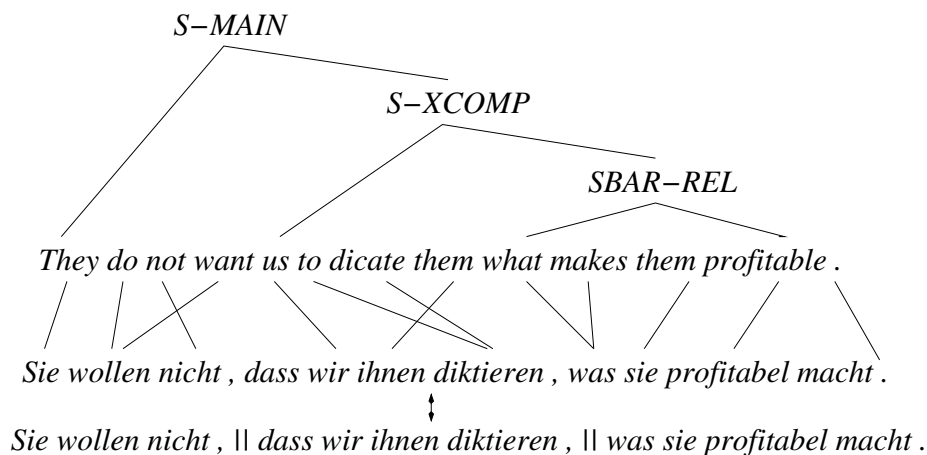 S–MAIN
S–XCOMP
SBAR–REL
They do not want us to dicate them what makes them profitable .
Sie wollen nicht , dass wir ihnen diktieren , was sie profitabel macht .
Sie wollen nicht , || dass wir ihnen diktieren , || was sie profitabel macht .